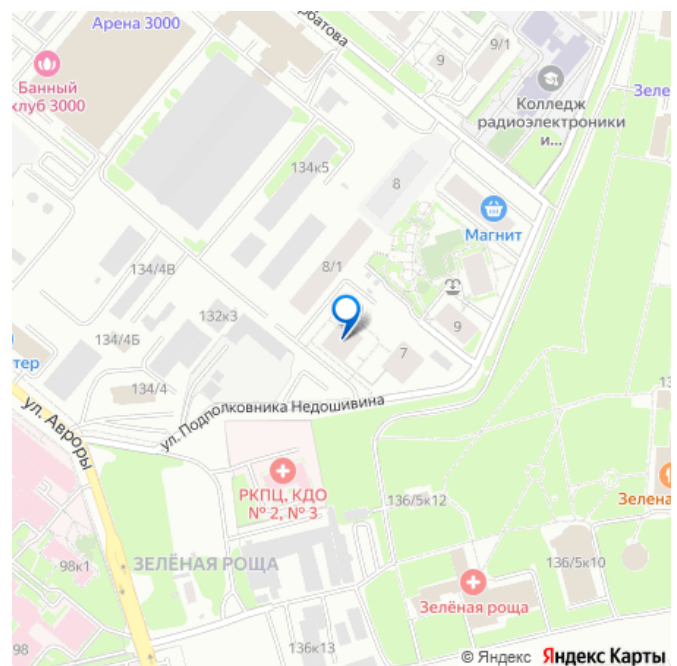 Арена 3000
рбатова
9/1
9
Банный
клуб 3000
Колледж
радиоэлектроники
и...
Зеле
134к5
8
Магнит
8/1
134/4В
132к3
9
134/4Б
тер
7
134/4
ул. Авроры
ул. Подполковника Недошивина
РКПЦ, КДО
№ 2, № 3
136/5к12
Зелена
98к1
ЗЕЛЁНАЯ РОЩА
136/5к10
Зелёная роща
98
136к13
© Яндекс Яндекс Карты